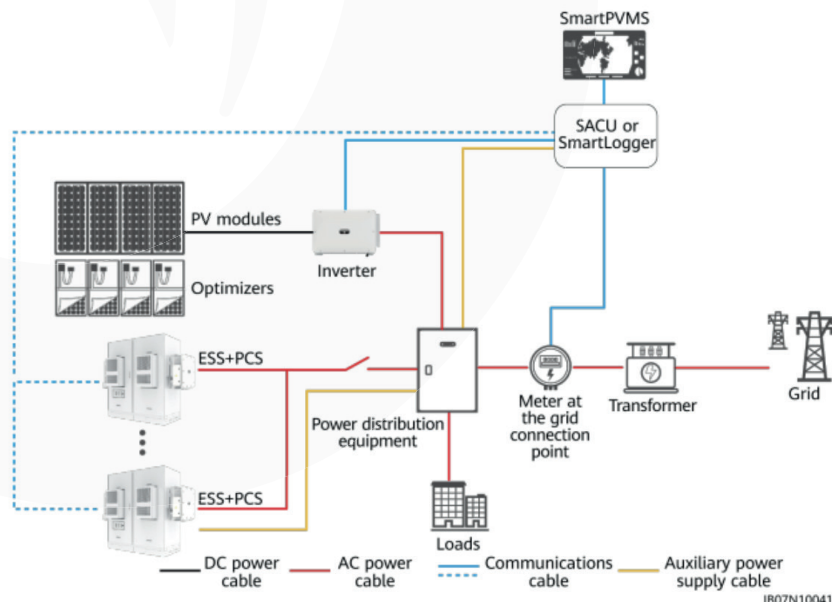 SmartPVMS
SACU or
SmartLogger
PV modules
Inverter
Optimizers
ESS+PCS
Power distribution
equipment
Meter at
the grid
connection
point
Transformer
Grid
ESS+PCS
Loads
DC power
cable
AC power
cable
Communications
cable
Auxiliary power
supply cable
IB07N10041